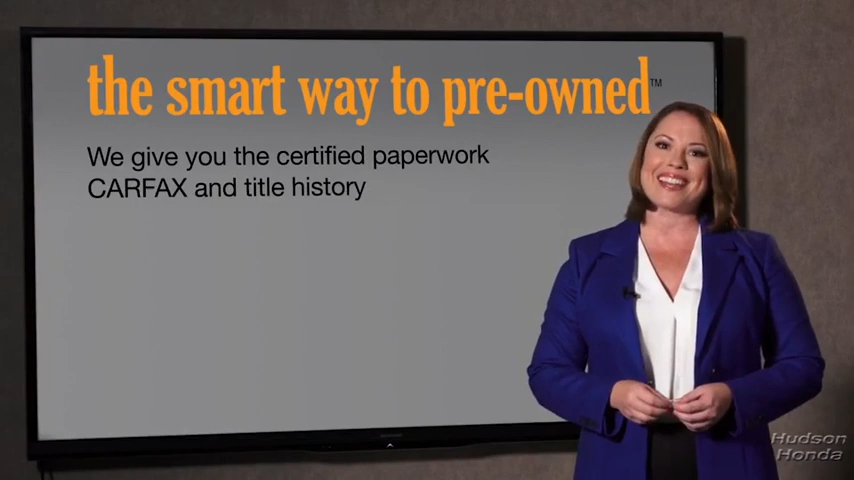 the smart way to pre-owned™
We give you the certified paperwork
CARFAX and title history
Hudson
Honda